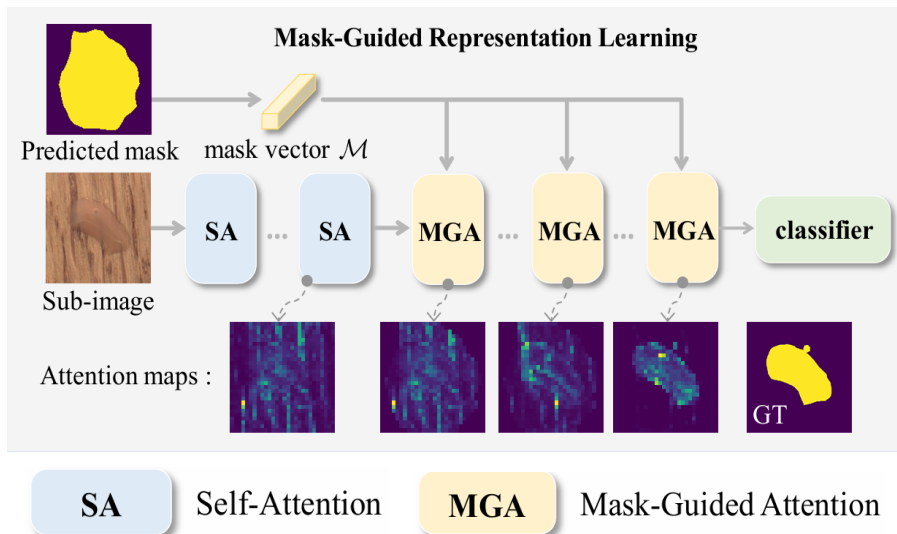 Mask-Guided Representation Learning
Predicted mask
mask vector ℳ
SA
...
SA
MGA
...
MGA
...
MGA
classifier
Sub-image
Attention maps :
GT
SA
Self-Attention
MGA
Mask-Guided Attention